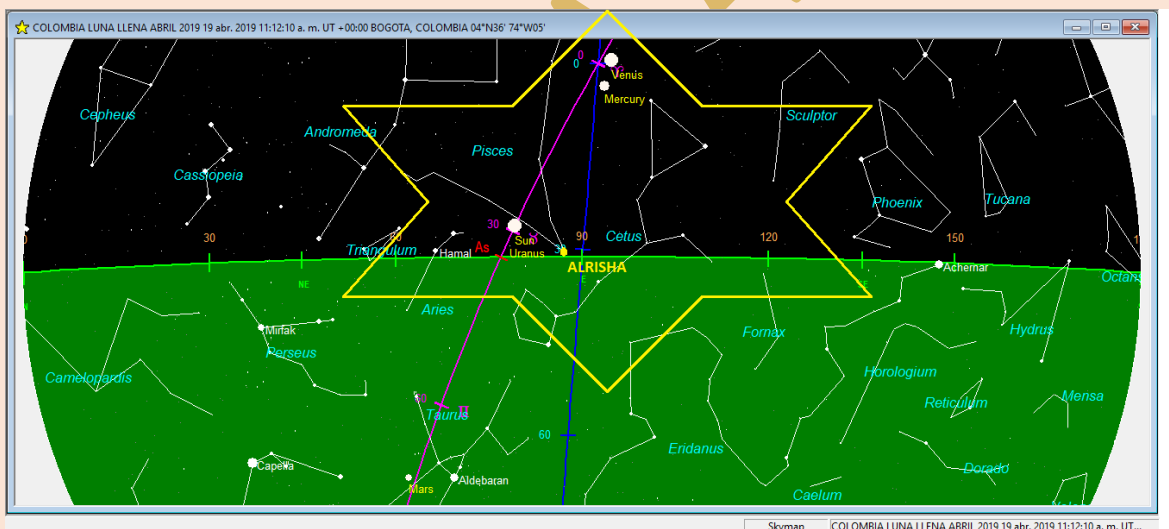 COLOMBIA LUNA LLENA ABRIL 2019 19 abr. 2019 11:12:10 a. m. UT +00:00 BOGOTA, COLOMBIA 04°N36' 74°W05'
0
0
Venus
Mercury
Cepheus
Andromeda
Sculptor
Pisces
Cassiopeia
Phoenix
Tucana
30
30
Sun
Cetus
90
120
150
As
Triangulum
Hamal
Uranus
ALRISHA
E
Achernar
Octans
NE
Aries
Mirfak
Fornax
Hydrus
Perseus
Camelopardis
Horologium
Reticulum
Mensa
Taurus
60
Eridanus
Capella
Dorado
Mars
Aldebaran
Caelum
Skymap
COLOMBIA LUNA LLENA ABRIL 2019 19 abr. 2019 11:12:10 a. m. UT...